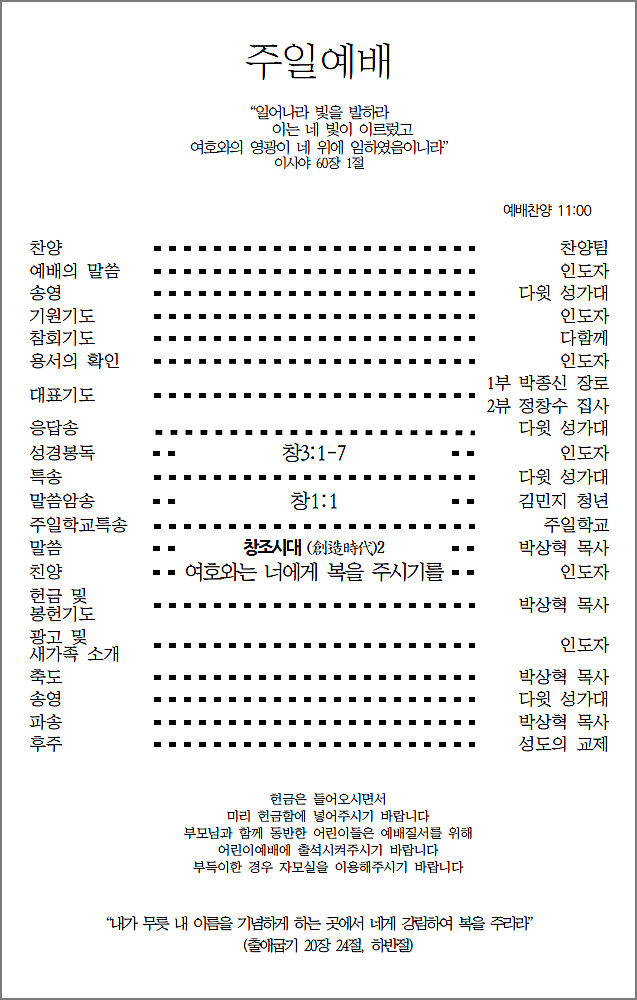 주일예배
“일어나라 빛을 발하라
이는 네 빛이 이르렀고
여호와의 영광이 네 위에 임하였음이니라”
이사야 60장 1절
예배찬양 11:00
찬양 찬양팀
예배의 말씀 인도자
송영 다윗 성가대
기원기도 인도자
참회기도 다함께
용서의 확인 인도자
대표기도 1부 박종신 장로
2뷰 정창수 집사
응답송 다윗 성가대
성경봉독 창3:1-7 인도자
특송 다윗 성가대
말씀암송 창1:1 김민지 청년
주일학교특송 주일학교
말씀 창조시대 (創造時代)2 박상혁 목사
친양 여호와는 너에게 복을 주시기를 인도자
헌금 및
봉헌기도 박상혁 목사
광고 및
새가족 소개 인도자
축도 박상혁 목사
송영 다윗 성가대
파송 박상혁 목사
후주 성도의 교제
헌금은 들어오시면서
미리 헌금함에 넣어주시기 바랍니다
부모님과 함께 동반한 어린이들은 예배질서를 위해
어린이예배에 출석시켜주시기 바랍니다
부득이한 경우 자모실을 이용해주시기 바랍니다
“내가 무릇 내 이름을 기념하게 하는 곳에서 네게 강림하여 복을 주리라”
(출애굽기 20장 24절, 하반절)